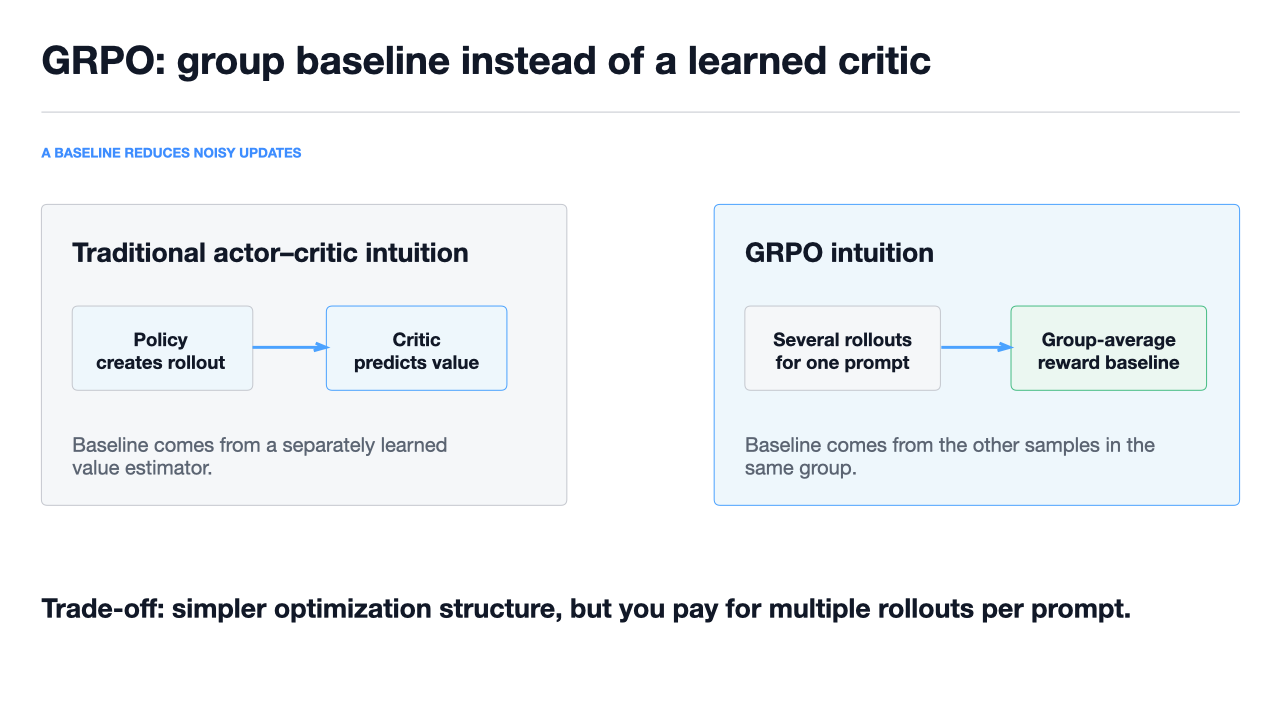 GRPO: group baseline instead of a learned critic
A BASELINE REDUCES NOISY UPDATES
Traditional actor–critic intuition
Policy
creates rollout
Critic
predicts value
Baseline comes from a separately learned
value estimator.
GRPO intuition
Several rollouts
for one prompt
Group-average
reward baseline
Baseline comes from the other samples in the
same group.
Trade-off: simpler optimization structure, but you pay for multiple rollouts per prompt.